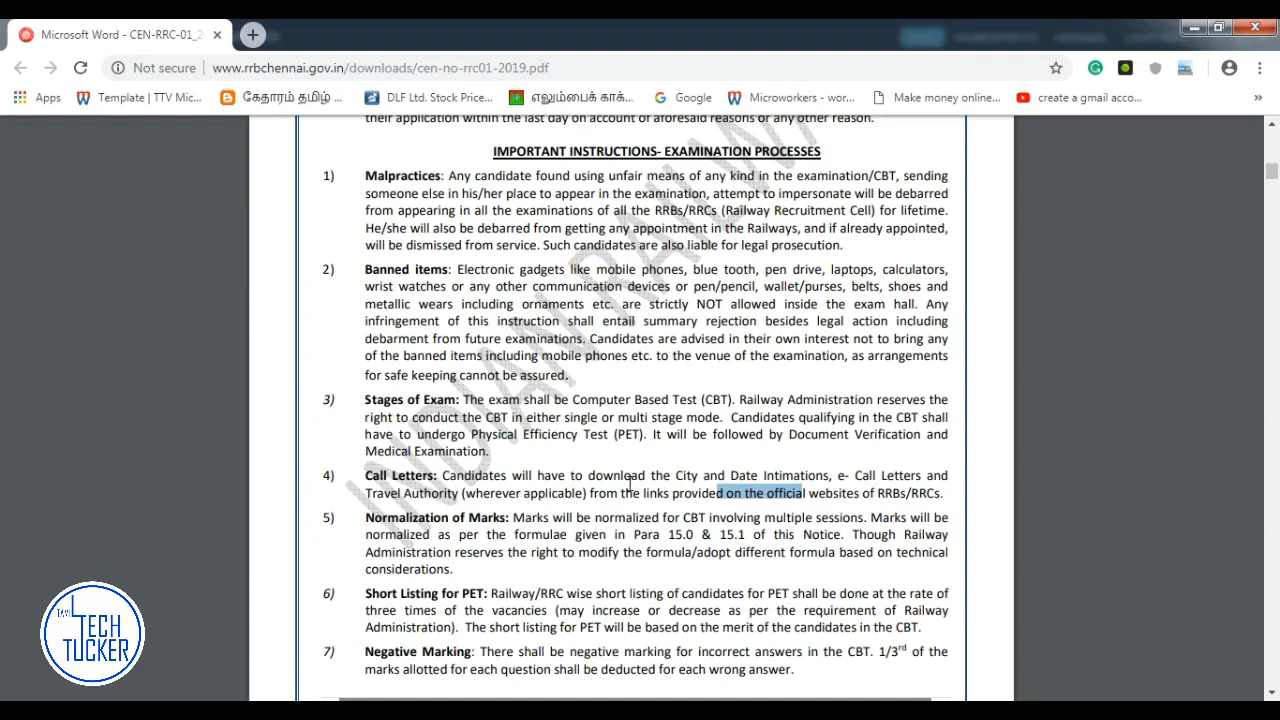 Microsoft Word - CEN-RRC-01_2
Not secure
www.rrbchennai.gov.in/downloads/cen-no-rrc01-2019.pdf
Apps
Template | TTV Mic...
கேதாரம் தமிழ் ...
DLF Ltd. Stock Price...
எலும்பைக் காக்...
Google
Microworkers - wor...
Make money online...
create a gmail acco...
»
their application within the last day on account of aforesaid reasons or any other reason.
IMPORTANT INSTRUCTIONS- EXAMINATION PROCESSES
1) Malpractices: Any candidate found using unfair means of any kind in the examination/CBT, sending
someone else in his/her place to appear in the examination, attempt to impersonate will be debarred
from appearing in all the examinations of all the RRBs/RRCs (Railway Recruitment Cell) for lifetime.
He/she will also be debarred from getting any appointment in the Railways, and if already appointed,
will be dismissed from service. Such candidates are also liable for legal prosecution.
2) Banned items: Electronic gadgets like mobile phones, blue tooth, pen drive, laptops, calculators,
wrist watches or any other communication devices or pen/pencil, wallet/purses, belts, shoes and
metallic wears including ornaments etc. are strictly NOT allowed inside the exam hall. Any
infringement of this instruction shall entail summary rejection besides legal action including
debarment from future examinations. Candidates are advised in their own interest not to bring any
of the banned items including mobile phones etc. to the venue of the examination, as arrangements
for safe keeping cannot be assured.
3) Stages of Exam: The exam shall be Computer Based Test (CBT). Railway Administration reserves the
right to conduct the CBT in either single or multi stage mode. Candidates qualifying in the CBT shall
have to undergo Physical Efficiency Test (PET). It will be followed by Document Verification and
Medical Examination.
4) Call Letters: Candidates will have to download the City and Date Intimations, e- Call Letters and
Travel Authority (wherever applicable) from the links provided on the official websites of RRBs/RRCs.
5) Normalization of Marks: Marks will be normalized for CBT involving multiple sessions. Marks will be
normalized as per the formulae given in Para 15.0 & 15.1 of this Notice. Though Railway
Administration reserves the right to modify the formula/adopt different formula based on technical
considerations.
6) Short Listing for PET: Railway/RRC wise short listing of candidates for PET shall be done at the rate of
three times of the vacancies (may increase or decrease as per the requirement of Railway
Administration). The short listing for PET will be based on the merit of the candidates in the CBT.
7) Negative Marking: There shall be negative marking for incorrect answers in the CBT. 1/3rd of the
marks allotted for each question shall be deducted for each wrong answer.
INDIAN RAILW
TAMIL
TECH
TUCKER